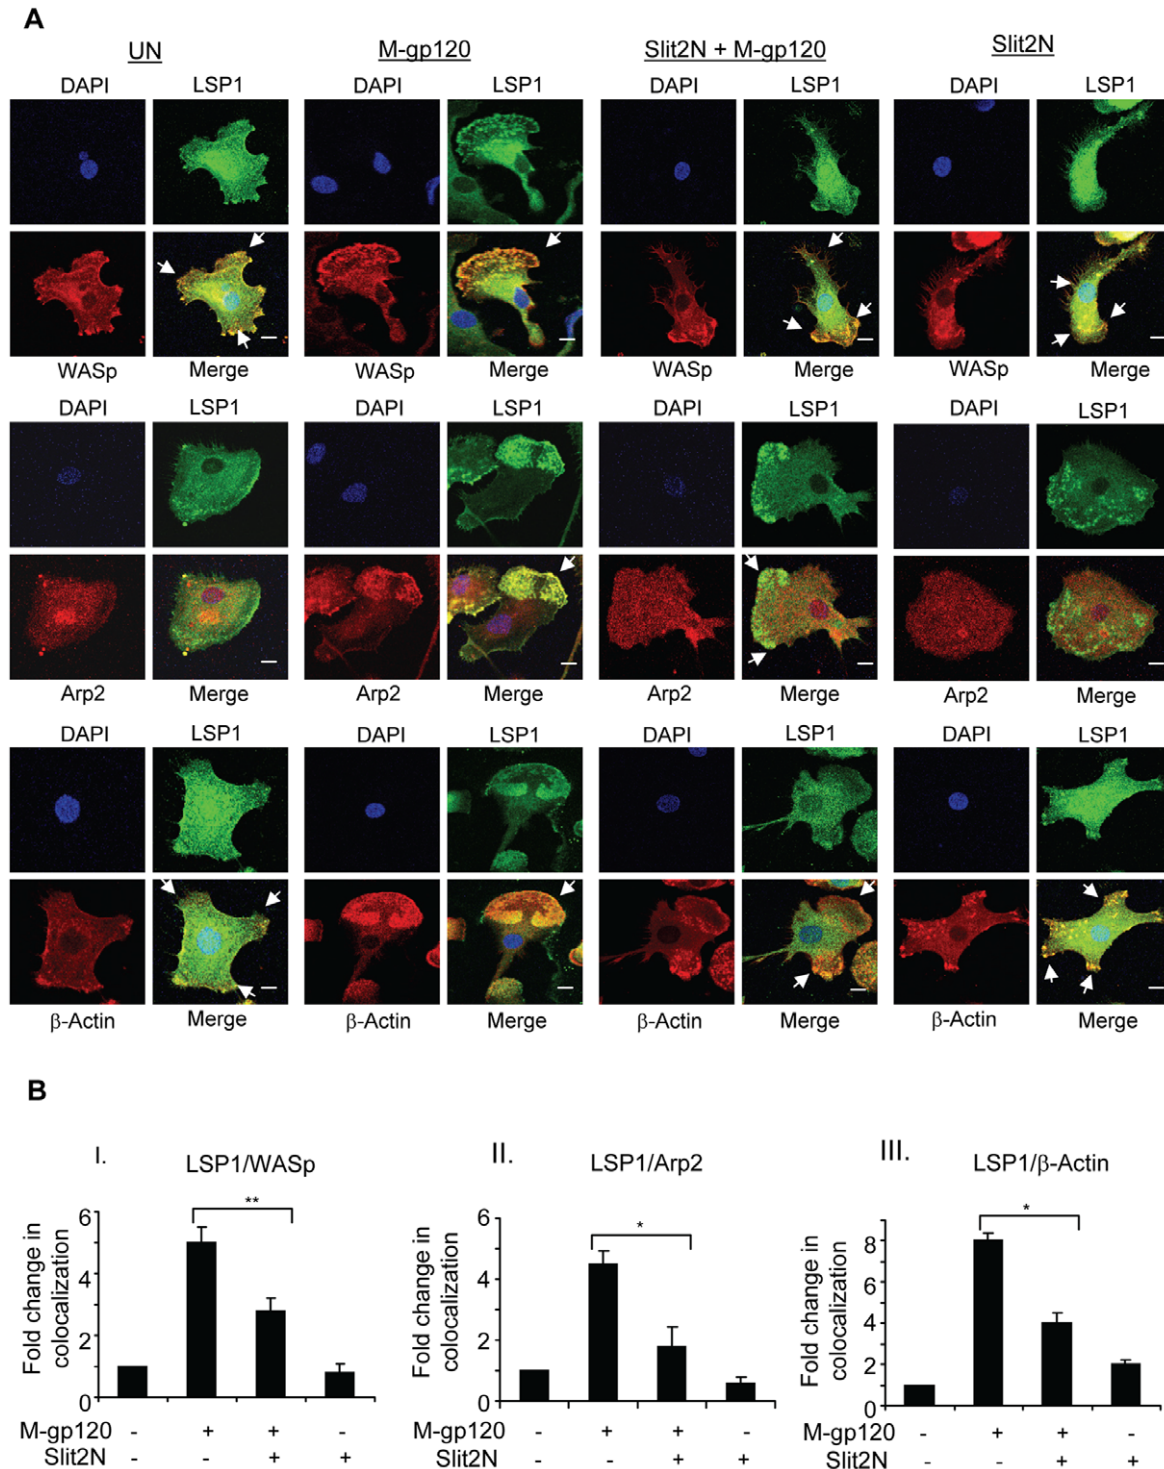 A
UN M-gp120 Slit2N + M-gp120 Slit2N
DAPI LSP1 DAPI LSP1 DAPI LSP1 DAPI LSP1
WASp Merge WASp Merge WASp Merge WASp Merge
DAPI LSP1 DAPI LSP1 DAPI LSP1 DAPI LSP1
Arp2 Merge Arp2 Merge Arp2 Merge Arp2 Merge
DAPI LSP1 DAPI LSP1 DAPI LSP1 DAPI LSP1
β-Actin Merge β-Actin Merge β-Actin Merge β-Actin Merge
B
I.
LSP1/WASp
**
Fold change in
colocalization
6
4
2
0
M-gp120 - + + -
Slit2N - - + +
II.
LSP1/Arp2
*
Fold change in
colocalization
6
4
2
0
- + + -
- - + +
III.
LSP1/β-Actin
*
Fold change in
colocalization
8
6
4
2
0
- + + -
- - + +